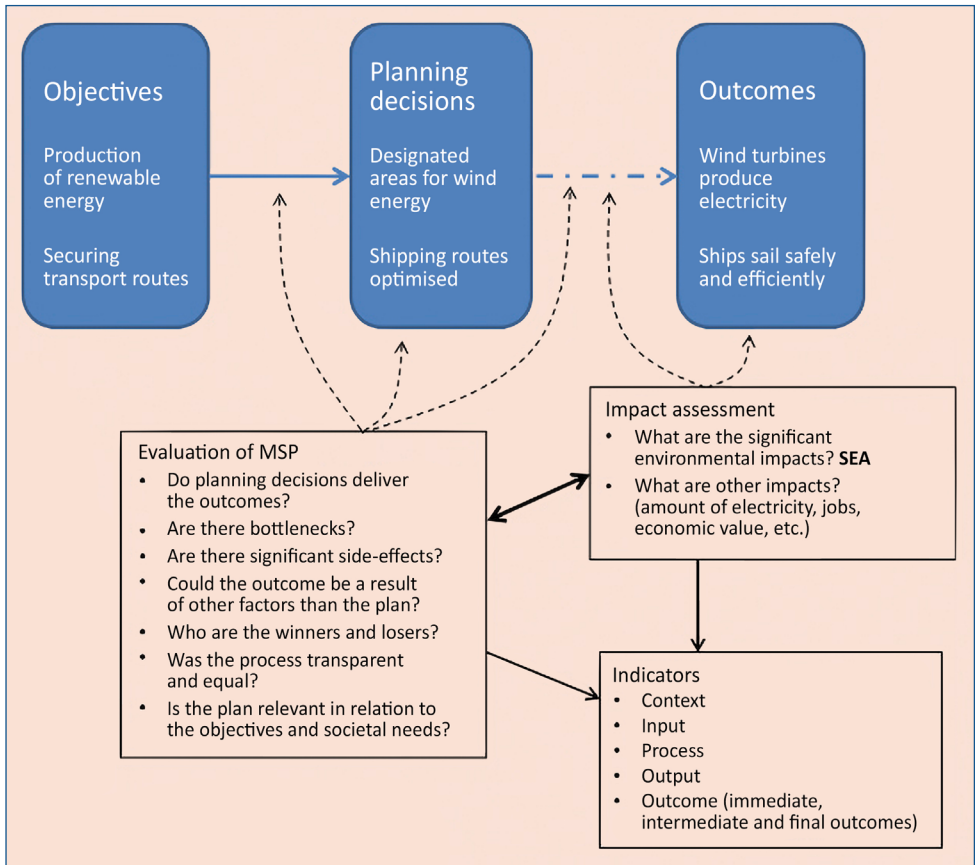 Objectives
Production
of renewable
energy
Securing
transport routes
Planning
decisions
Designated
areas for wind
energy
Shipping routes
optimised
Outcomes
Wind turbines
produce
electricity
Ships sail safely
and efficiently
Evaluation of MSP
• Do planning decisions deliver
the outcomes?
• Are there bottlenecks?
• Are there significant side-effects?
• Could the outcome be a result
of other factors than the plan?
• Who are the winners and losers?
• Was the process transparent
and equal?
• Is the plan relevant in relation to
the objectives and societal needs?
Impact assessment
• What are the significant
environmental impacts? SEA
• What are other impacts?
(amount of electricity, jobs,
economic value, etc.)
Indicators
• Context
• Input
• Process
• Output
• Outcome (immediate,
intermediate and final outcomes)